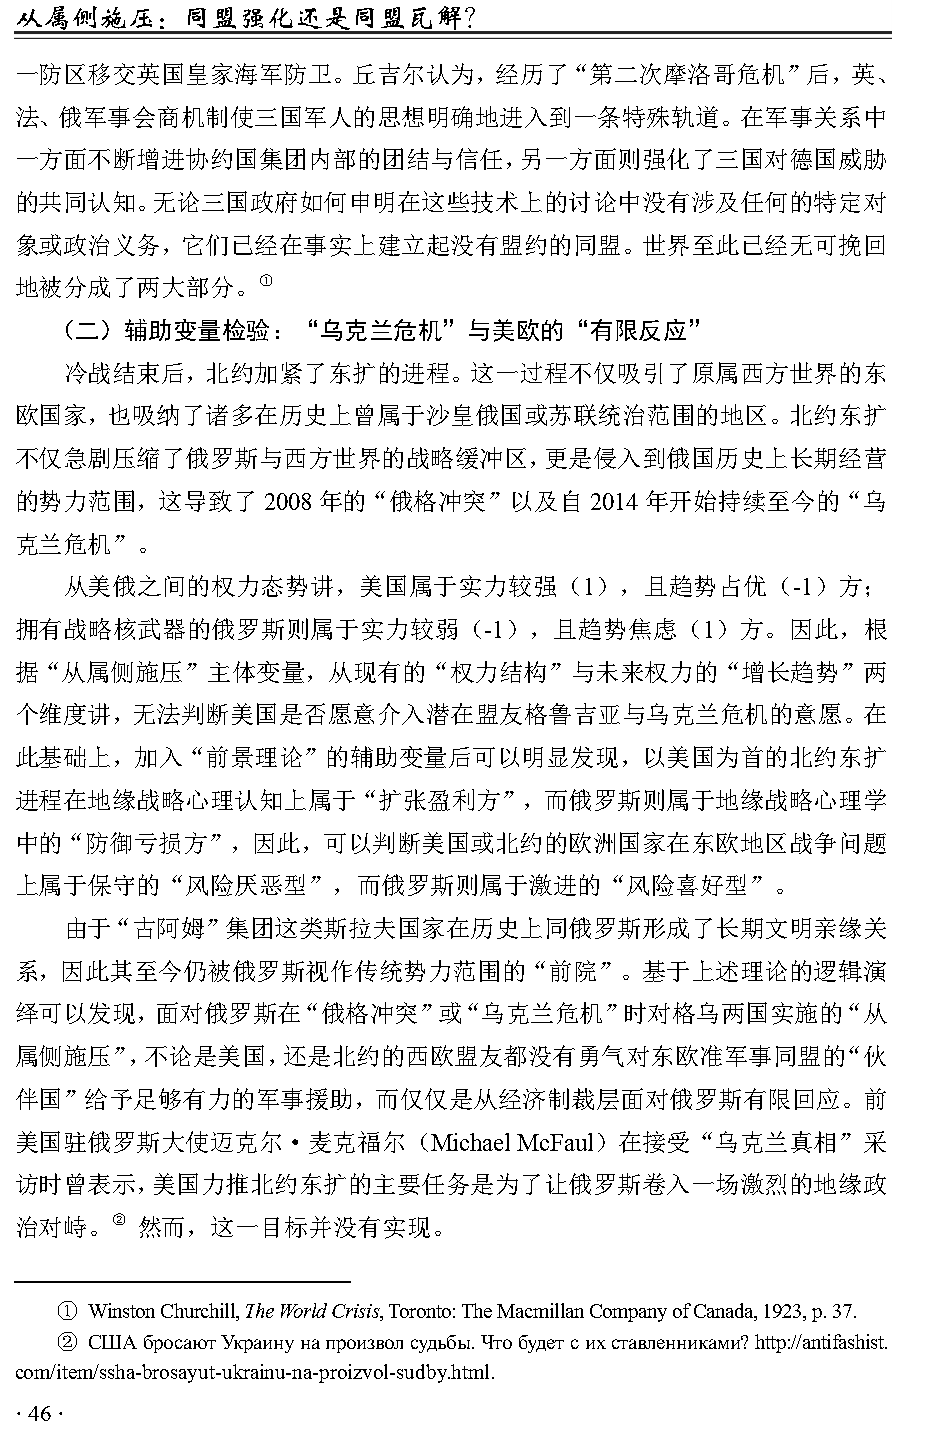 从属侧施压：同盟强化还是同盟瓦解？
一防区移交英国皇家海军防卫。丘吉尔认为，经历了“第二次摩洛哥危机”后，英、
法、俄军事会商机制使三国军人的思想明确地进入到一条特殊轨道。在军事关系中
一方面不断增进协约国集团内部的团结与信任，另一方面则强化了三国对德国威胁
的共同认知。无论三国政府如何申明在这些技术上的讨论中没有涉及任何的特定对
象或政治义务，它们已经在事实上建立起没有盟约的同盟。世界至此已经无可挽回
地被分成了两大部分。①
（二）辅助变量检验：“乌克兰危机”与美欧的“有限反应”
冷战结束后，北约加紧了东扩的进程。这一过程不仅吸引了原属西方世界的东
欧国家，也吸纳了诸多在历史上曾属于沙皇俄国或苏联统治范围的地区。北约东扩
不仅急剧压缩了俄罗斯与西方世界的战略缓冲区，更是侵入到俄国历史上长期经营
的势力范围，这导致了 2008 年的“俄格冲突”以及自 2014 年开始持续至今的“乌
克兰危机”。
从美俄之间的权力态势讲，美国属于实力较强（1），且趋势占优（-1）方；
拥有战略核武器的俄罗斯则属于实力较弱（-1），且趋势焦虑（1）方。因此，根
据“从属侧施压”主体变量，从现有的“权力结构”与未来权力的“增长趋势”两
个维度讲，无法判断美国是否愿意介入潜在盟友格鲁吉亚与乌克兰危机的意愿。在
此基础上，加入“前景理论”的辅助变量后可以明显发现，以美国为首的北约东扩
进程在地缘战略心理认知上属于“扩张盈利方”，而俄罗斯则属于地缘战略心理学
中的“防御亏损方”，因此，可以判断美国或北约的欧洲国家在东欧地区战争问题
上属于保守的“风险厌恶型”，而俄罗斯则属于激进的“风险喜好型”。
由于“古阿姆”集团这类斯拉夫国家在历史上同俄罗斯形成了长期文明亲缘关
系，因此其至今仍被俄罗斯视作传统势力范围的“前院”。基于上述理论的逻辑演
绎可以发现，面对俄罗斯在“俄格冲突”或“乌克兰危机”时对格乌两国实施的“从
属侧施压”，不论是美国，还是北约的西欧盟友都没有勇气对东欧准军事同盟的“伙
伴国”给予足够有力的军事援助，而仅仅是从经济制裁层面对俄罗斯有限回应。前
美国驻俄罗斯大使迈克尔·麦克福尔（Michael McFaul）在接受“乌克兰真相”采
访时曾表示，美国力推北约东扩的主要任务是为了让俄罗斯卷入一场激烈的地缘政
治对峙。② 然而，这一目标并没有实现。
① Winston Churchill, The World Crisis, Toronto: The Macmillan Company of Canada, 1923, p. 37.
② США бросают Украину на произвол судьбы. Что будет с их ставленниками? http://antifashist.
com/item/ssha-brosayut-ukrainu-na-proizvol-sudby.html.
· 46 ·